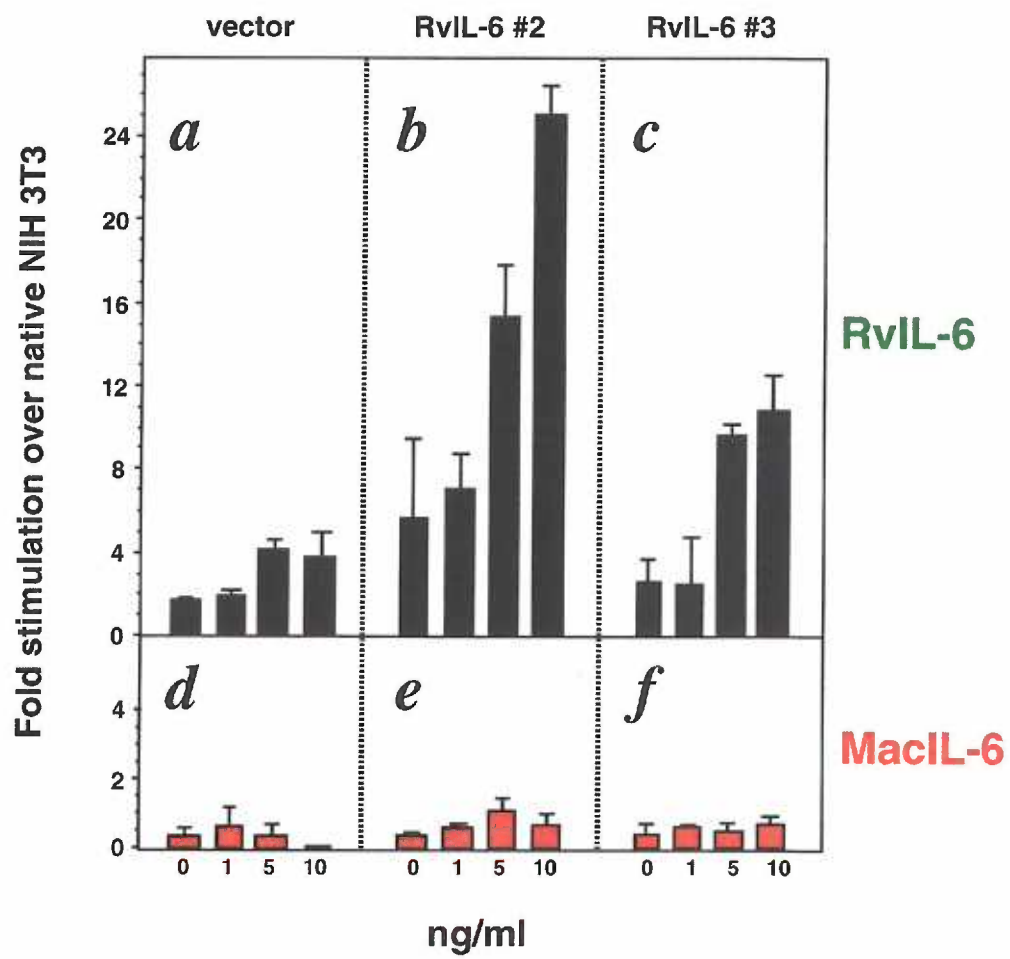 vector RvIL-6 #2 RvIL-6 #3
Fold stimulation over native NIH 3T3
a b c
24
20
16
12
8
4
0
RvIL-6
d e f
4
2
0
MacIL-6
0 1 5 10 0 1 5 10 0 1 5 10
ng/ml